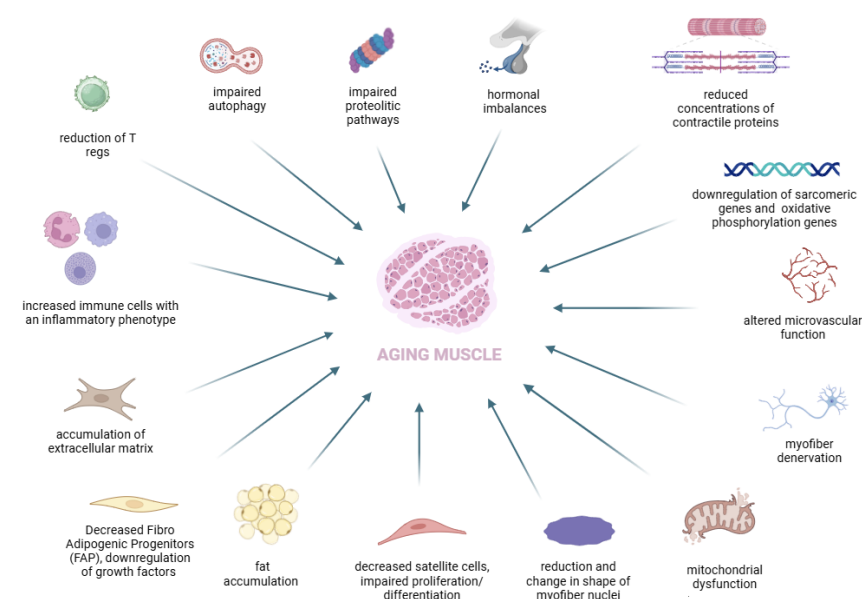 impaired
autophagy
impaired
proteolitic
pathways
hormonal
imbalances
reduced
concentrations of
contractile proteins
reduction of T
regs
downregulation of sarcomeric
genes and oxidative
phosphorylation genes
increased immune cells with
an inflammatory phenotype
altered microvascular
function
AGING MUSCLE
accumulation of
extracellular matrix
myofiber
denervation
Decreased Fibro
Adipogenic Progenitors
(FAP), downregulation
of growth factors
fat
accumulation
decreased satellite cells,
impaired proliferation/
differentiation
reduction and
change in shape of
myofiber nuclei
mitochondrial
dysfunction